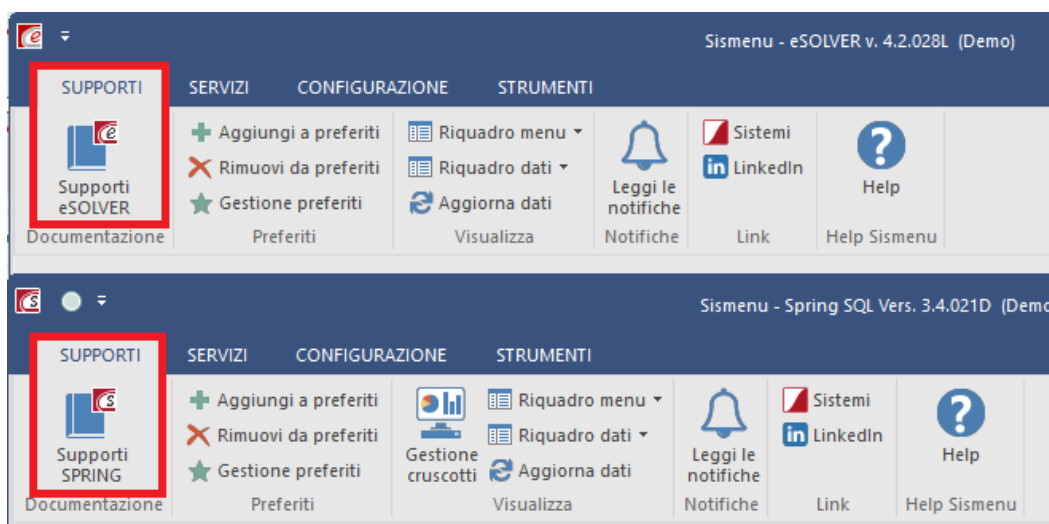 Sismenu - eSOLVER v. 4.2.028L (Demo)
SUPPORTI SERVIZI CONFIGURAZIONE STRUMENTI
Aggiungi a preferiti Riquadro menu Sistemi
Rimuovi da preferiti Riquadro dati in LinkedIn
Supporti eSOLVER Gestione preferiti Aggiorna dati Leggi le notifiche Help
Documentazione Preferiti Visualizza Notifiche Link Help Sismenu
Sismenu - Spring SQL Vers. 3.4.021D (Demo
SUPPORTI SERVIZI CONFIGURAZIONE STRUMENTI
Aggiungi a preferiti Riquadro menu Sistemi
Rimuovi da preferiti Riquadro dati in LinkedIn
Supporti SPRING Gestione preferiti Gestione cruscotti Aggiorna dati Leggi le notifiche Help
Documentazione Preferiti Visualizza Notifiche Link Help Sismenu